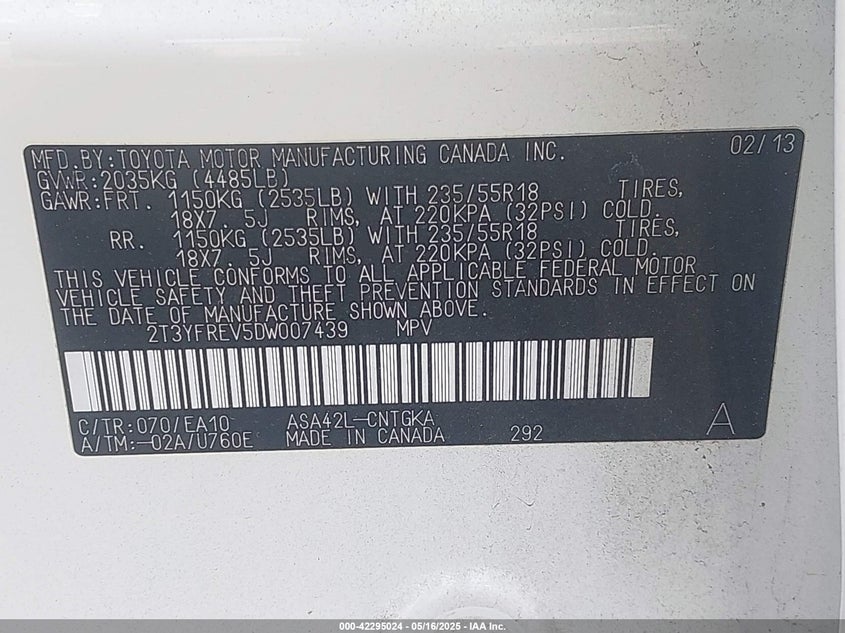 MFD.BY:TOYOTA MOTOR MANUFACTURING CANADA INC. 02/13
GVWR:2035KG (4485LB)
GAWR:FRT. 1150KG (2535LB) WITH 235/55R18 TIRES,
18X7.5J RIMS, AT 220KPA (32PSI) COLD.
RR. 1150KG (2535LB) WITH 235/55R18 TIRES,
18X7.5J RIMS, AT 220KPA (32PSI) COLD.
THIS VEHICLE CONFORMS TO ALL APPLICABLE FEDERAL MOTOR
VEHICLE SAFETY AND THEFT PREVENTION STANDARDS IN EFFECT ON
THE DATE OF MANUFACTURE SHOWN ABOVE.
2T3YFREV5DW007439 MPV
C/TR:070/EA10 ASA42L-CNTGKA
A/TM:-02A/U760E MADE IN CANADA 292 A
000-42295024 - 05/16/2025 - IAA Inc.